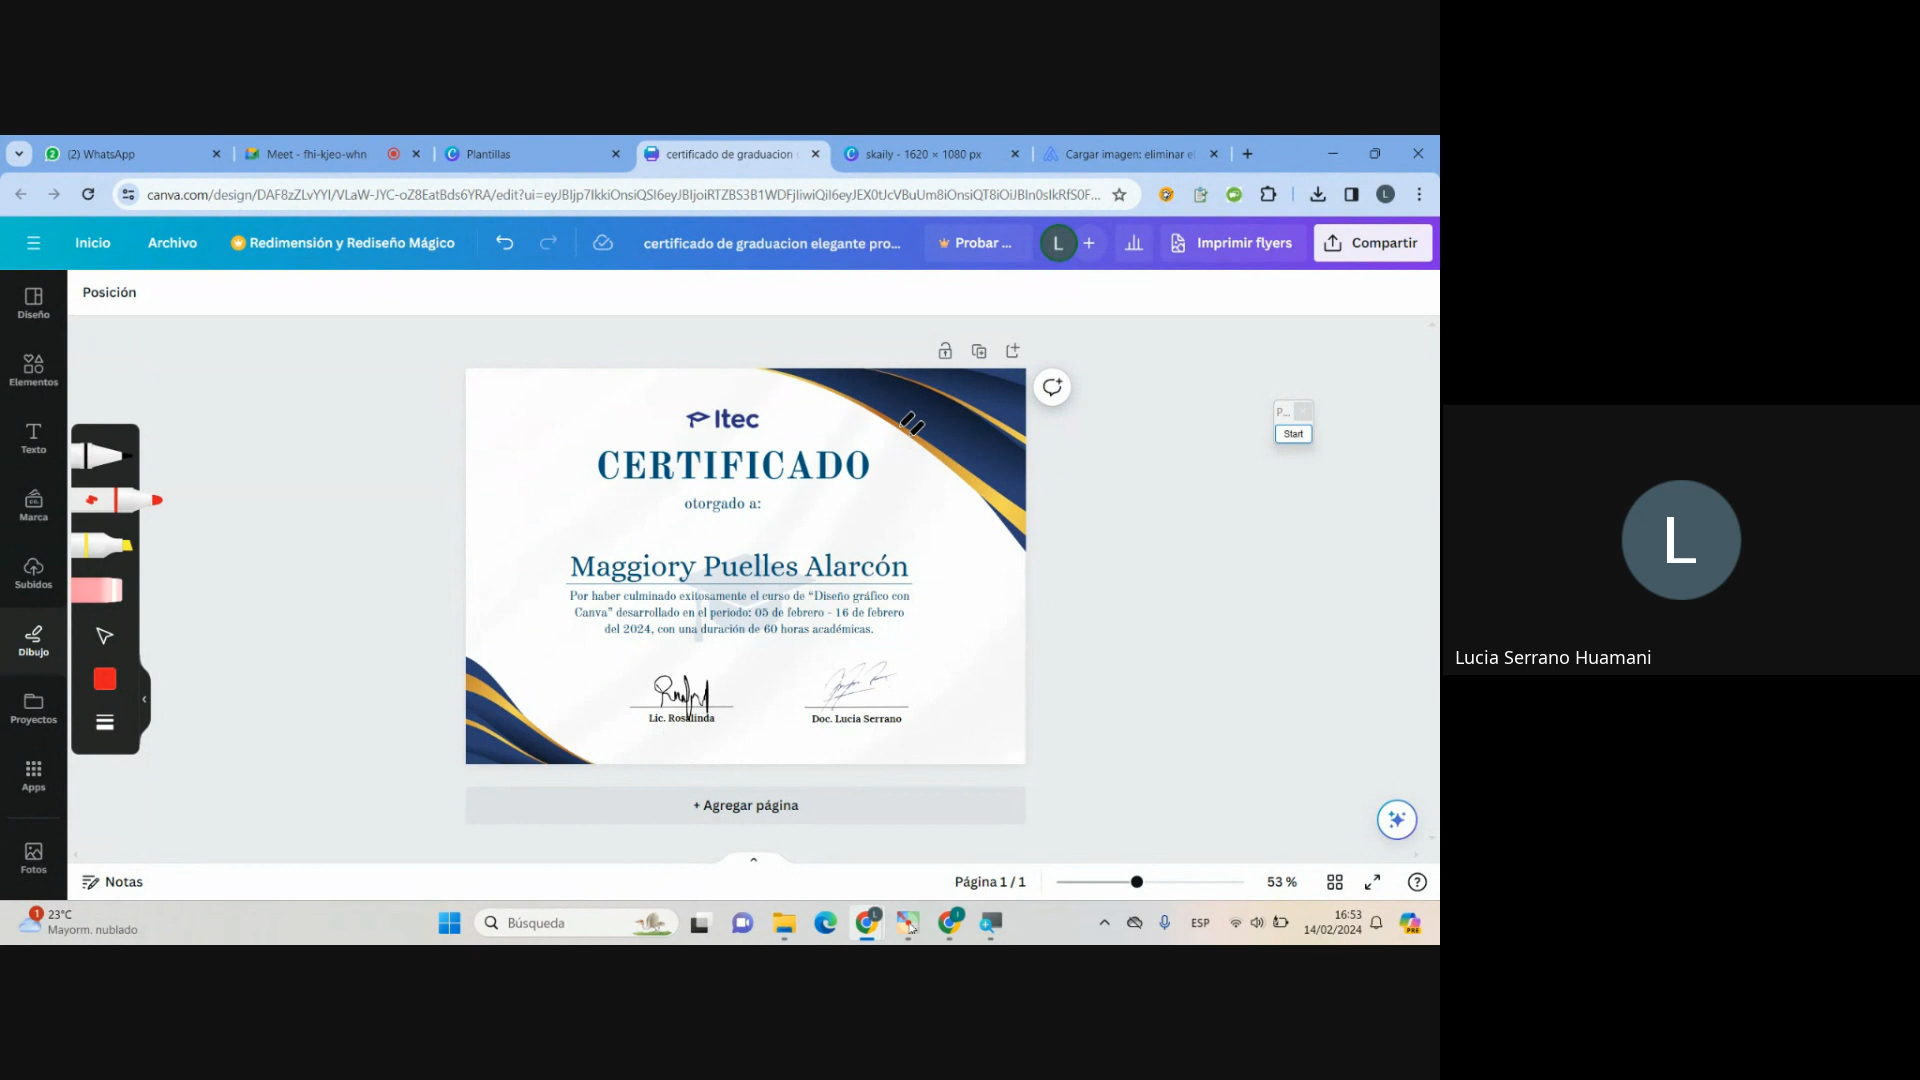 (2) WhatsApp
Meet - fhi-kjeo-whn
Plantillas
certificado de graduacion
skaily - 1620 × 1080 px
Cargar imagen: eliminar el
canva.com/design/DAF8zZLvYYI/VLaW-JYC-oZ8EatBds6YRA/edit?ui=eyJBIjp7IkkiOnsiQSI6eyJBIjoiRTZBS3B1WDFjIiwiQiI6eyJEX0tJcVBuUm8iOnsiQT8iOiJBIn0sIkRfS0F...
L
Inicio
Archivo
Redimensión y Rediseño Mágico
certificado de graduacion elegante pro...
Probar ...
L
Imprimir flyers
Compartir
Posición
Diseño
Elementos
Texto
Marca
Subidos
Dibujo
Proyectos
Apps
Fotos
P...
Start
Itec
CERTIFICADO
otorgado a:
Maggiory Puelles Alarcón
Por haber culminado exitosamente el curso de “Diseño gráfico con
Canva” desarrollado en el periodo: 05 de febrero - 16 de febrero
del 2024, con una duración de 60 horas académicas.
Lic. Rosalinda
Doc. Lucia Serrano
+ Agregar página
Notas
Página 1 / 1
53 %
1
23°C
Mayorm. nublado
Búsqueda
ESP
16:53
14/02/2024
PRE
L
Lucia Serrano Huamani